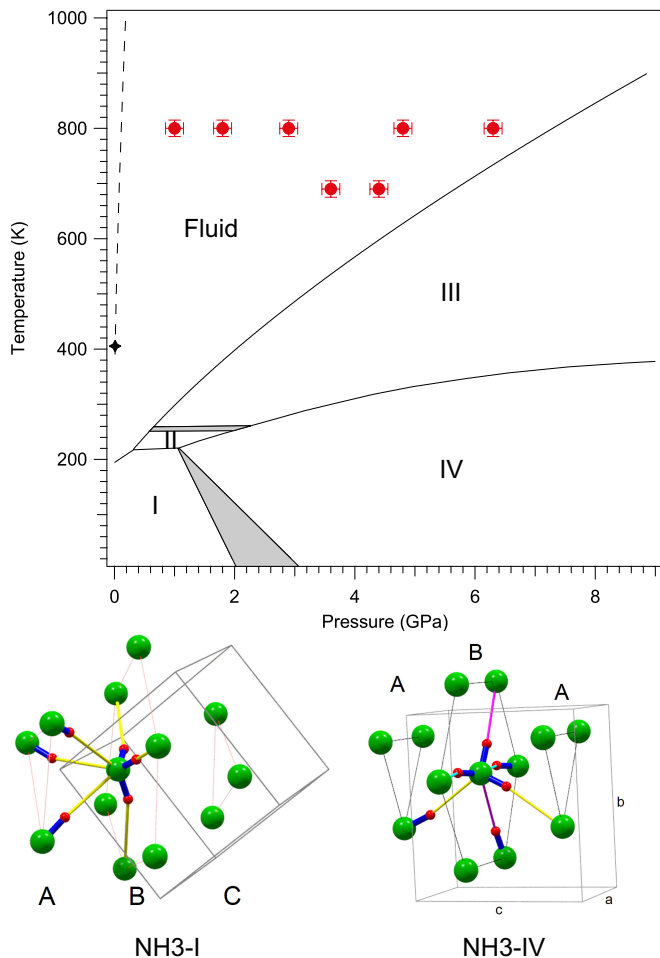 1000
800
600
400
200
Temperature (K)
Fluid
III
II
I
IV
0 2 4 6 8
Pressure (GPa)
A B C
NH3-I
A B A
b
c a
NH3-IV